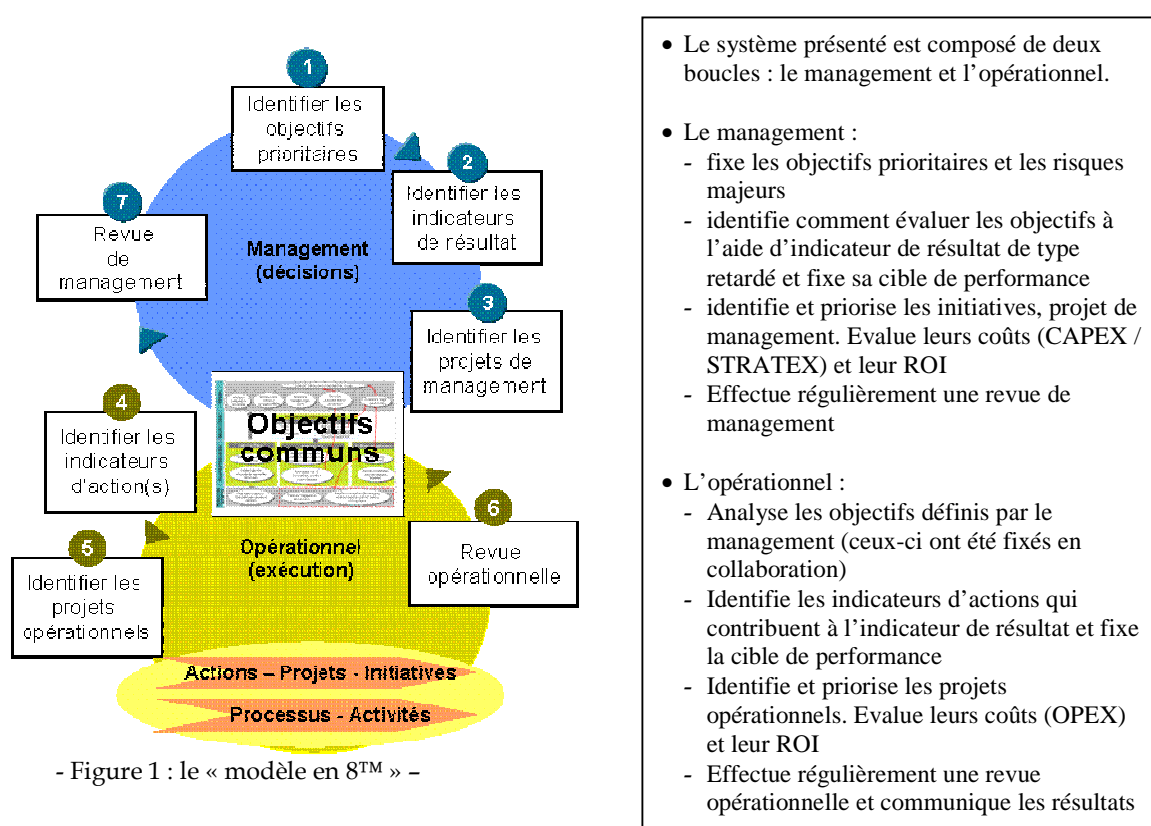 1
Identifier les
objectifs
prioritaires
2
Identifier les
indicateurs
de résultat
7
Revue
de
management
Management
(décisions)
3
Identifier les
projets de
management
4
Identifier les
indicateurs
d'action(s)
Objectifs
communs
6
Revue
opérationnelle
5
Identifier les
projets
opérationnels
Opérationnel
(exécution)
Actions – Projets - Initiatives
Processus - Activités
- Figure 1 : le « modèle en 8™ » –
• Le système présenté est composé de deux
boucles : le management et l’opérationnel.
• Le management :
- fixe les objectifs prioritaires et les risques
majeurs
- identifie comment évaluer les objectifs à
l’aide d’indicateur de résultat de type
retardé et fixe sa cible de performance
- identifie et priorise les initiatives, projet de
management. Evalue leurs coûts (CAPEX /
STRATEX) et leur ROI
- Effectue régulièrement une revue de
management
• L’opérationnel :
- Analyse les objectifs définis par le
management (ceux-ci ont été fixés en
collaboration)
- Identifie les indicateurs d’actions qui
contribuent à l’indicateur de résultat et fixe
la cible de performance
- Identifie et priorise les projets
opérationnels. Evalue leurs coûts (OPEX)
et leur ROI
- Effectue régulièrement une revue
opérationnelle et communique les résultats